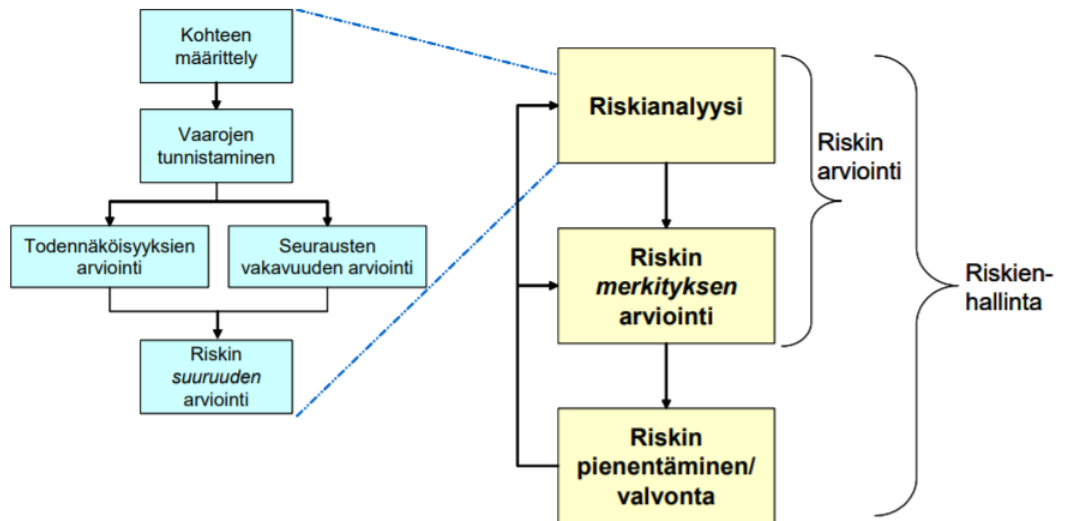 Kohteen
määrittely
Vaarojen
tunnistaminen
Todennäköisyyksien
arviointi
Seurausten
vakavuuden arviointi
Riskin
suuruuden
arviointi
Riskianalyysi
Riskin
merkityksen
arviointi
Riskin
pienentäminen/
valvonta
Riskin
arviointi
Riskien-
hallinta